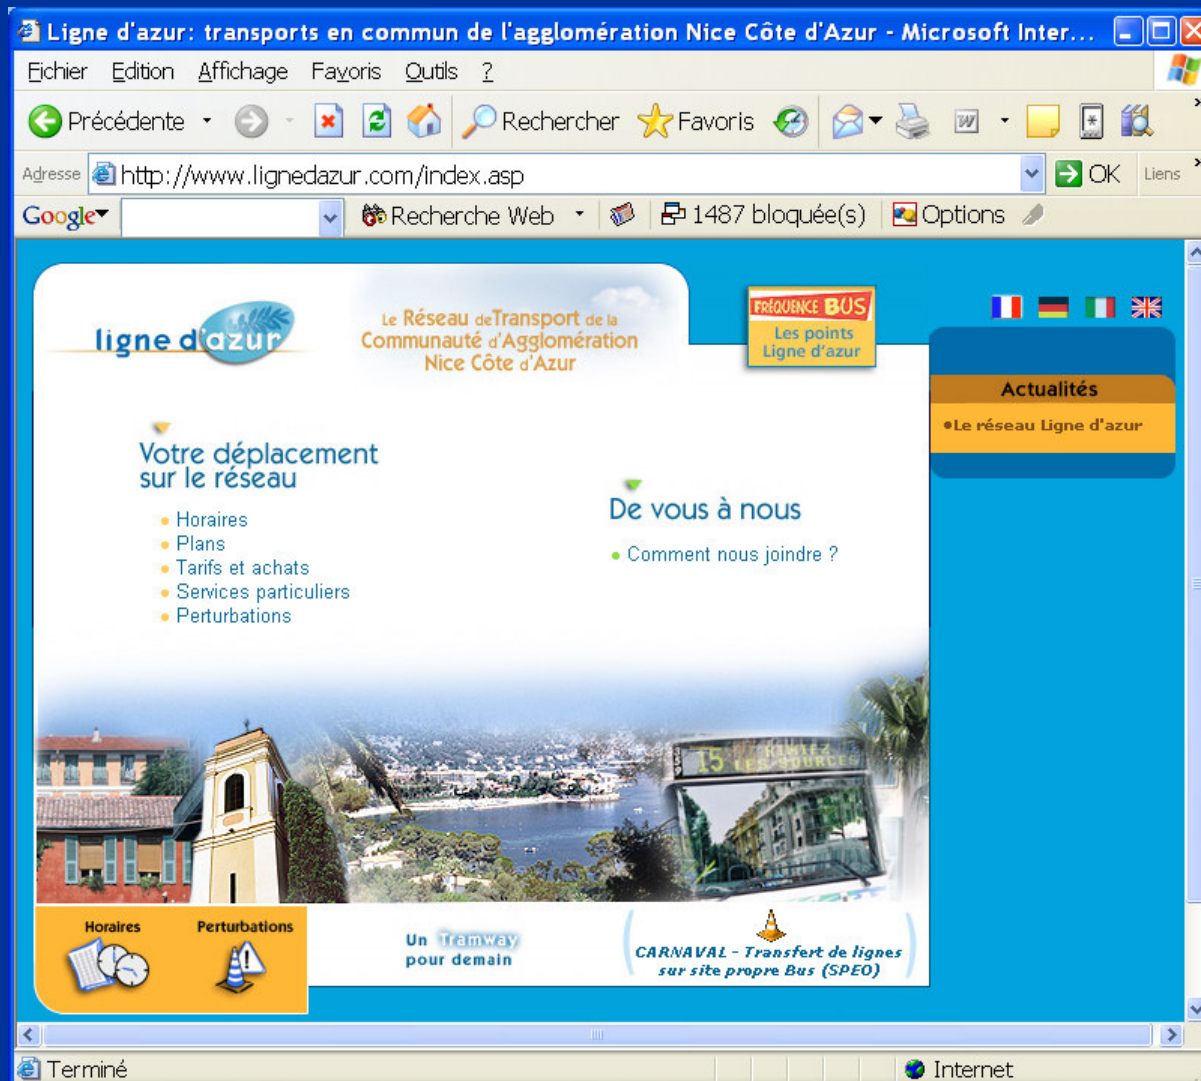 Ligne d'azur: transports en commun de l'agglomération Nice Côte d'Azur - Microsoft Inter...
Fichier Edition Affichage Favoris Outils ?
Précédente Rechercher Favoris
Adresse http://www.lignedazur.com/index.asp OK Liens
Google Recherche Web 1487 bloquée(s) Options
ligne d'azur
Le Réseau de Transport de la
Communauté d'Agglomération
Nice Côte d'Azur
FRÉQUENCE BUS
Les points
Ligne d'azur
Actualités
•Le réseau Ligne d'azur
Votre déplacement
sur le réseau
• Horaires
• Plans
• Tarifs et achats
• Services particuliers
• Perturbations
De vous à nous
• Comment nous joindre ?
15
LES SOURCES
Horaires Perturbations
Un Tramway
pour demain
CARNAVAL - Transfert de lignes
sur site propre Bus (SPEO)
Terminé Internet